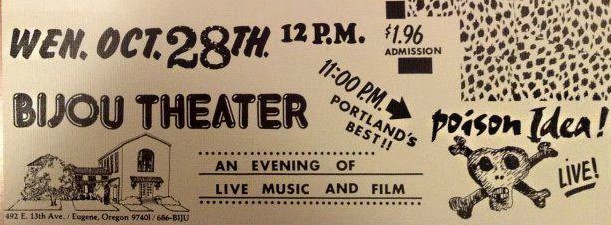 WEN. OCT. 28TH. 12 P.M.
$1.96
ADMISSION
BIJOU THEATER
11:00 P.M.
PORTLAND'S
BEST!!
poison Idea!
LIVE!
AN EVENING OF
LIVE MUSIC AND FILM
492 E. 13th Ave. / Eugene, Oregon 97401 / 686-BIJU